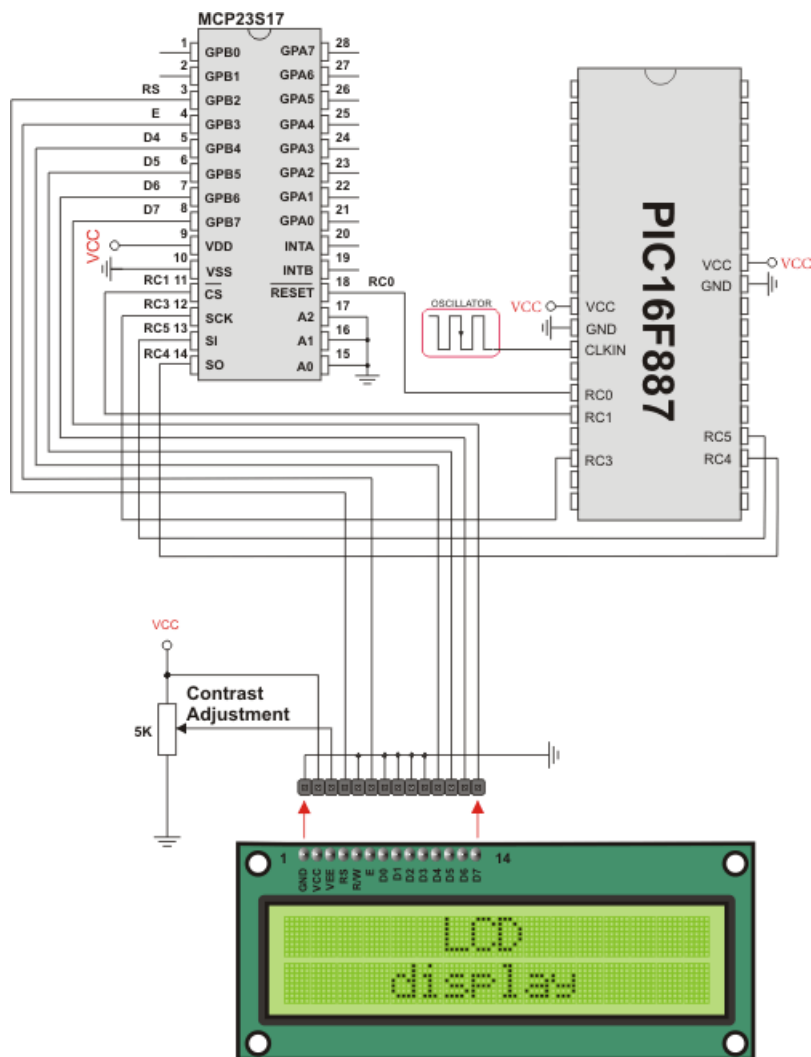 MCP23S17
1 GPB0 GPA7 28
2 GPB1 GPA6 27
RS 3 GPB2 GPA5 26
E 4 GPB3 GPA4 25
D4 5 GPB4 GPA3 24
D5 6 GPB5 GPA2 23
D6 7 GPB6 GPA1 22
D7 8 GPB7 GPA0 21
VCC 9 VDD INTA 20
10 VSS INTB 19
RC1 11 CS RESET 18 RC0
RC3 12 SCK A2 17
RC5 13 SI A1 16
RC4 14 SO A0 15
OSCILLATOR
PIC16F887
VCC VCC
GND
VCC VCC
GND
CLKIN
RC0
RC1
RC3
RC5
RC4
VCC
Contrast
Adjustment
5K
1 14
GND VCC VEE RS R/W E D0 D1 D2 D3 D4 D5 D6 D7
LCD
display